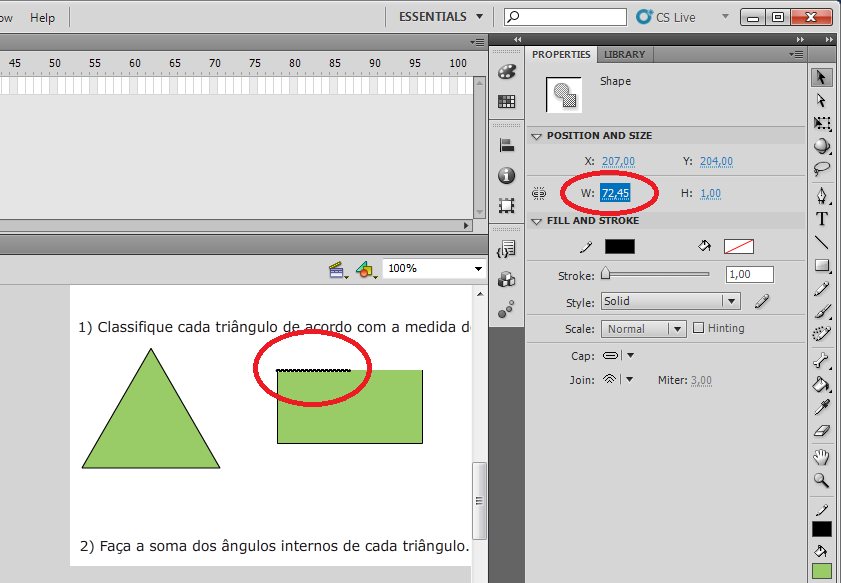 ow Help ESSENTIALS CS Live
45 50 55 60 65 70 75 80 85 90 95 100
PROPERTIES LIBRARY
Shape
POSITION AND SIZE
X: 207,00 Y: 204,00
W: 72,45 H: 1,00
FILL AND STROKE
Stroke: 1,00
Style: Solid
Scale: Normal Hinting
Cap:
Join: Miter: 3,00
100%
1) Classifique cada triângulo de acordo com a medida d
2) Faça a soma dos ângulos internos de cada triângulo.